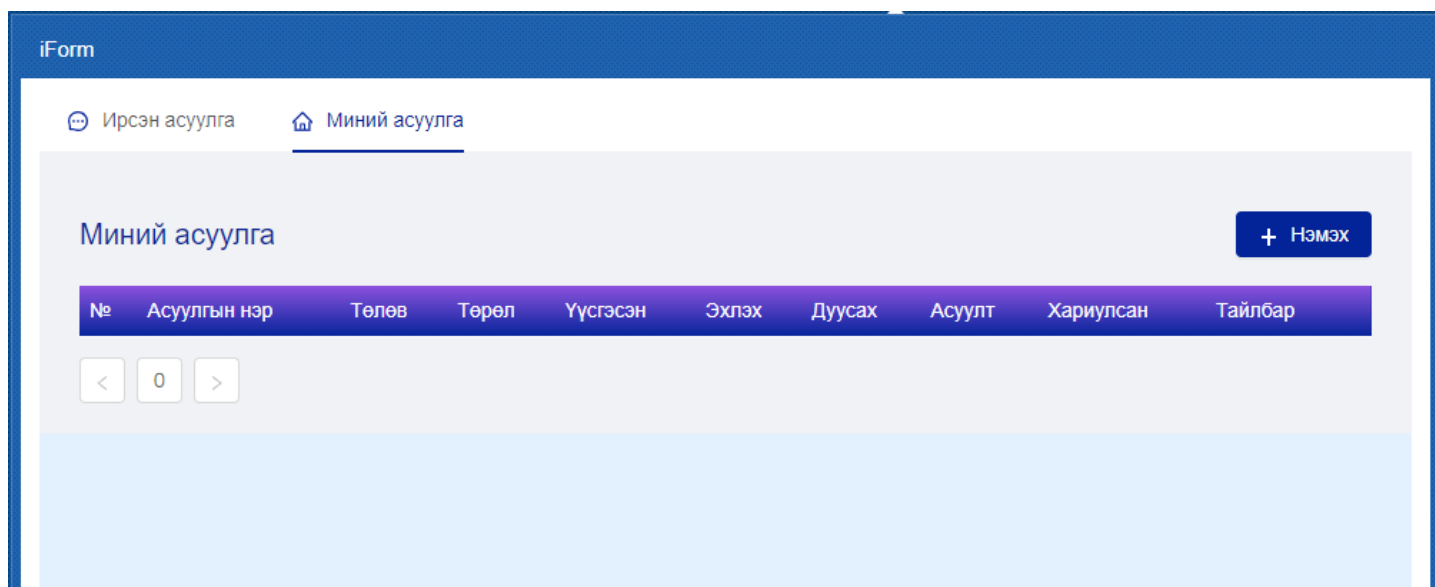 iForm
Ирсэн асуулга Миний асуулга
Миний асуулга + Нэмэх
№ Асуулгын нэр Төлөв Төрөл Үүсгэсэн Эхлэх Дуусах Асуулт Хариулсан Тайлбар
< 0 >